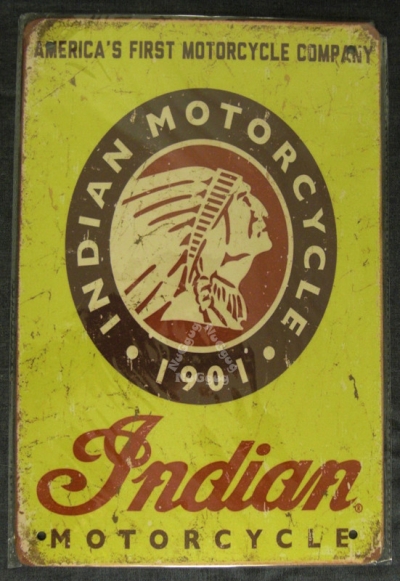 AMERICA'S FIRST MOTORCYCLE COMPANY
INDIAN MOTORCYCLE
• 1901 •
Indian®
MOTORCYCLE